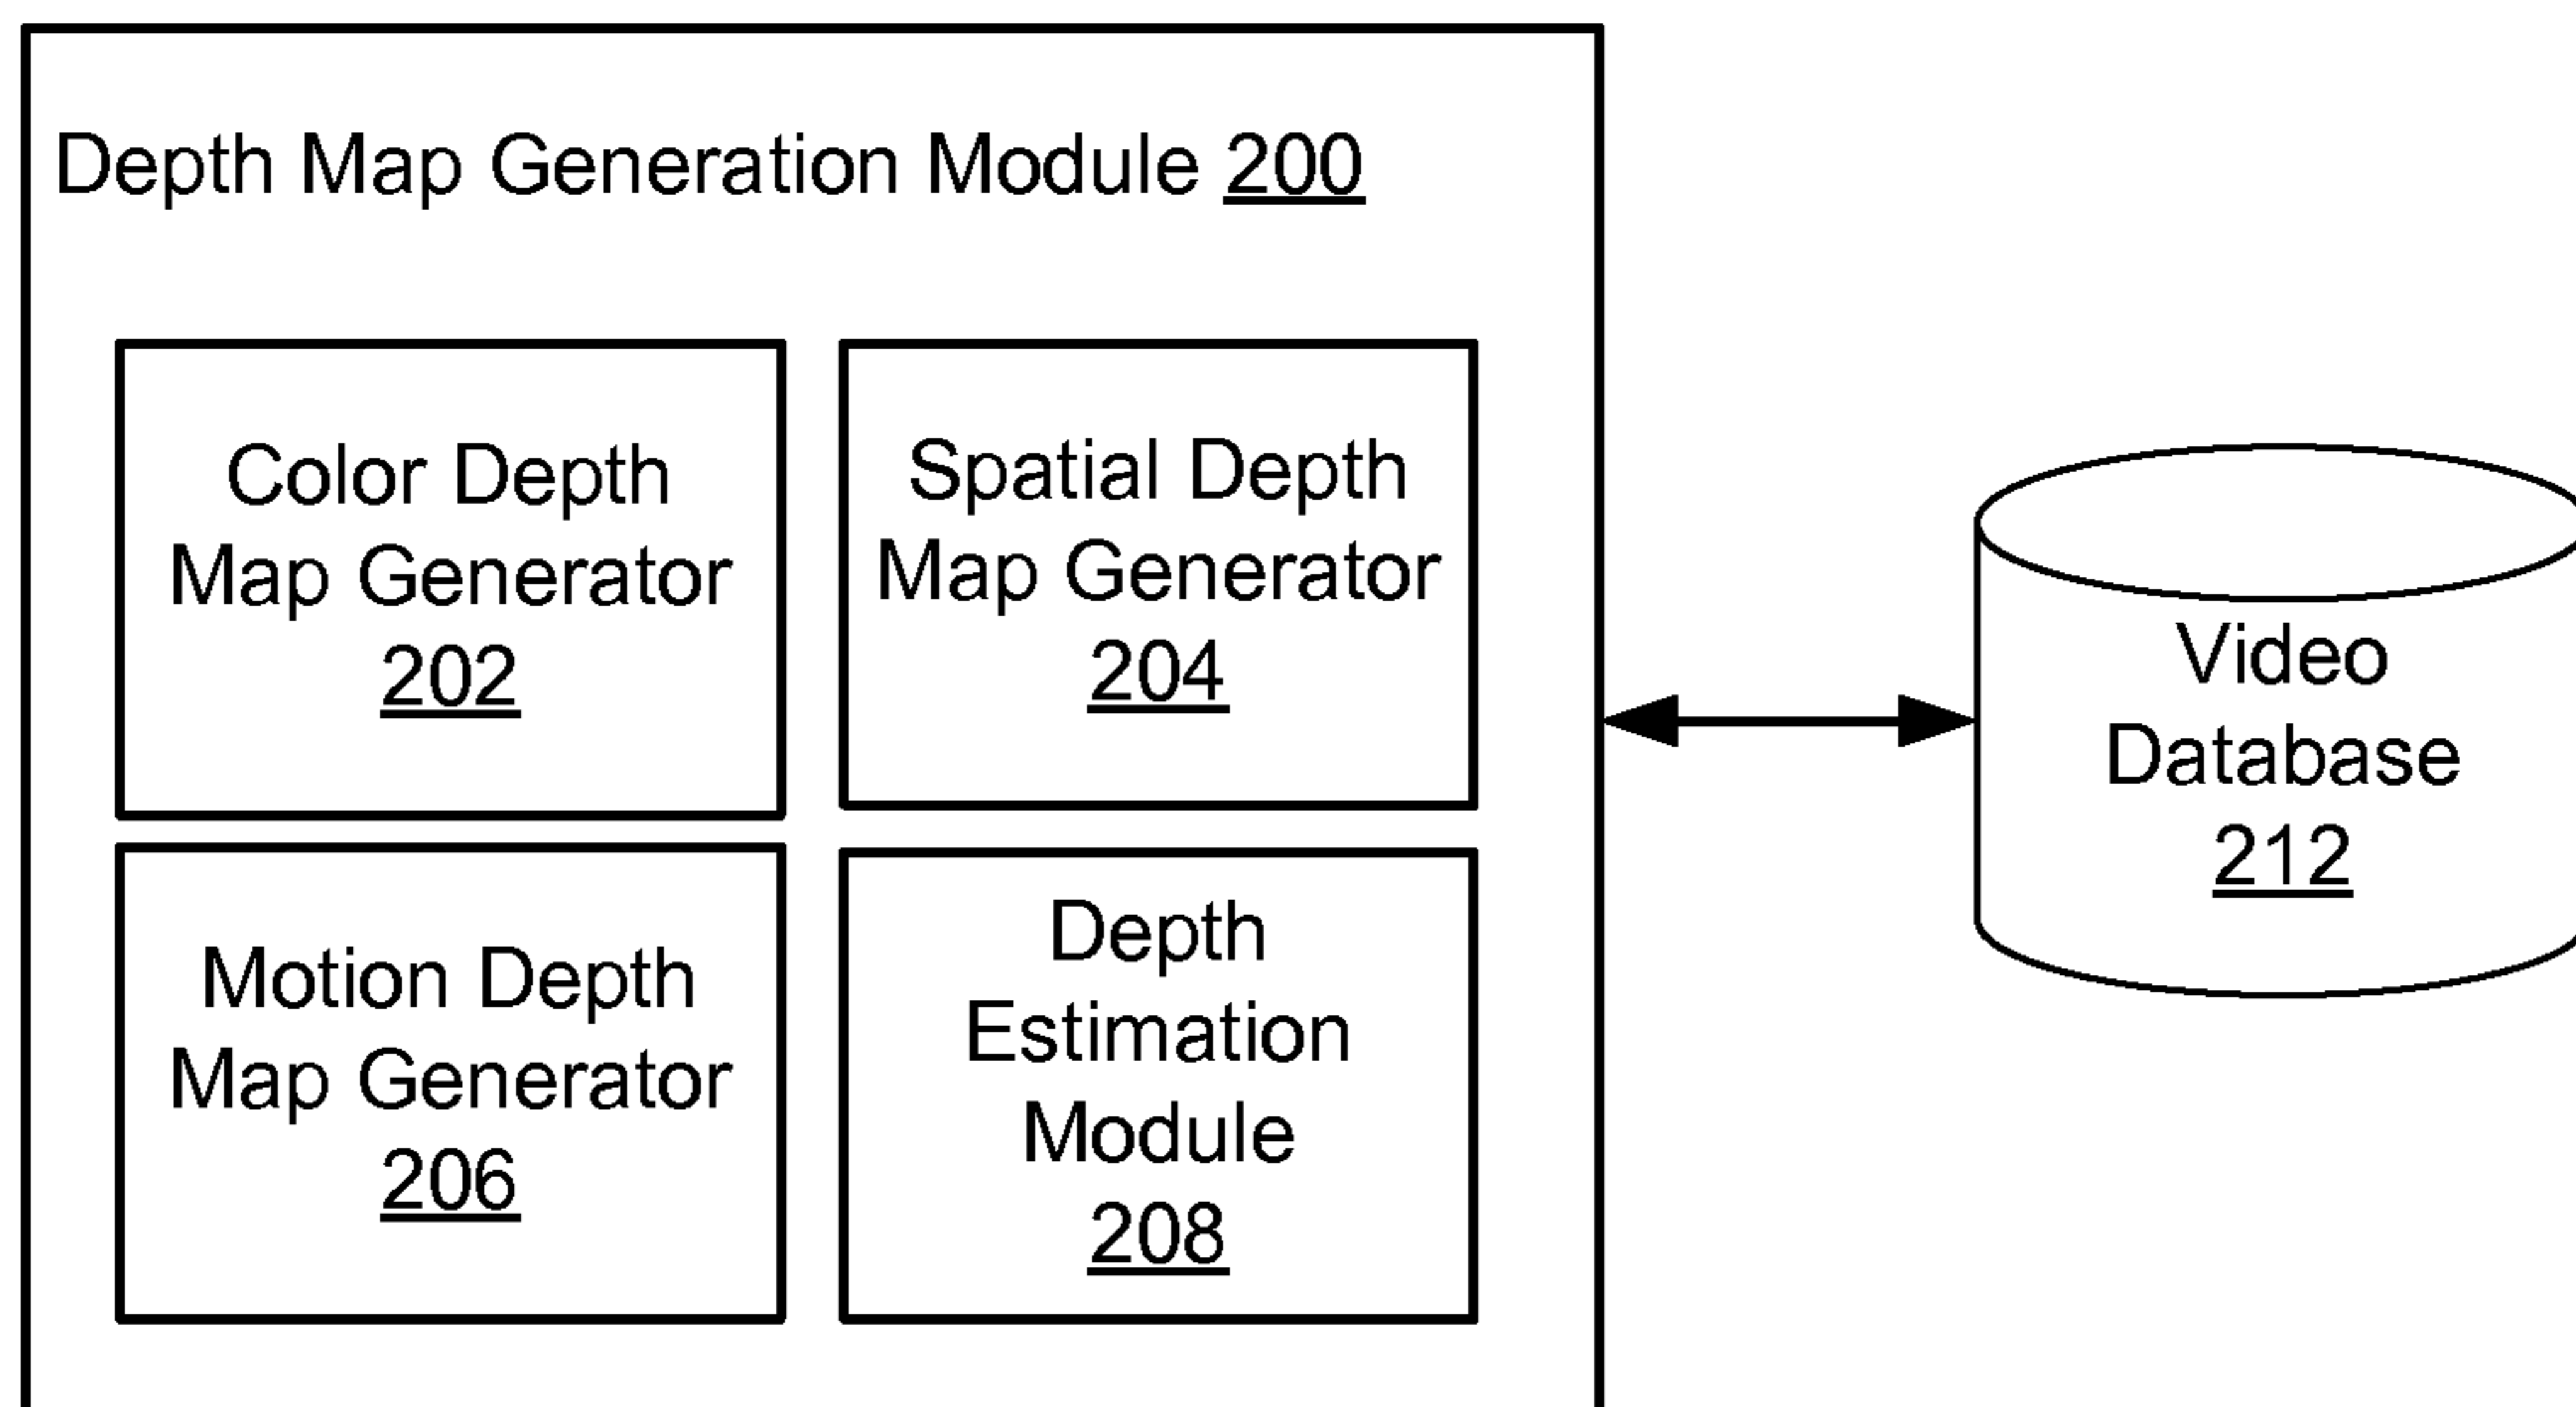 Depth Map Generation Module 200
Color Depth
Map Generator
202
Spatial Depth
Map Generator
204
Motion Depth
Map Generator
206
Depth
Estimation
Module
208
Video
Database
212